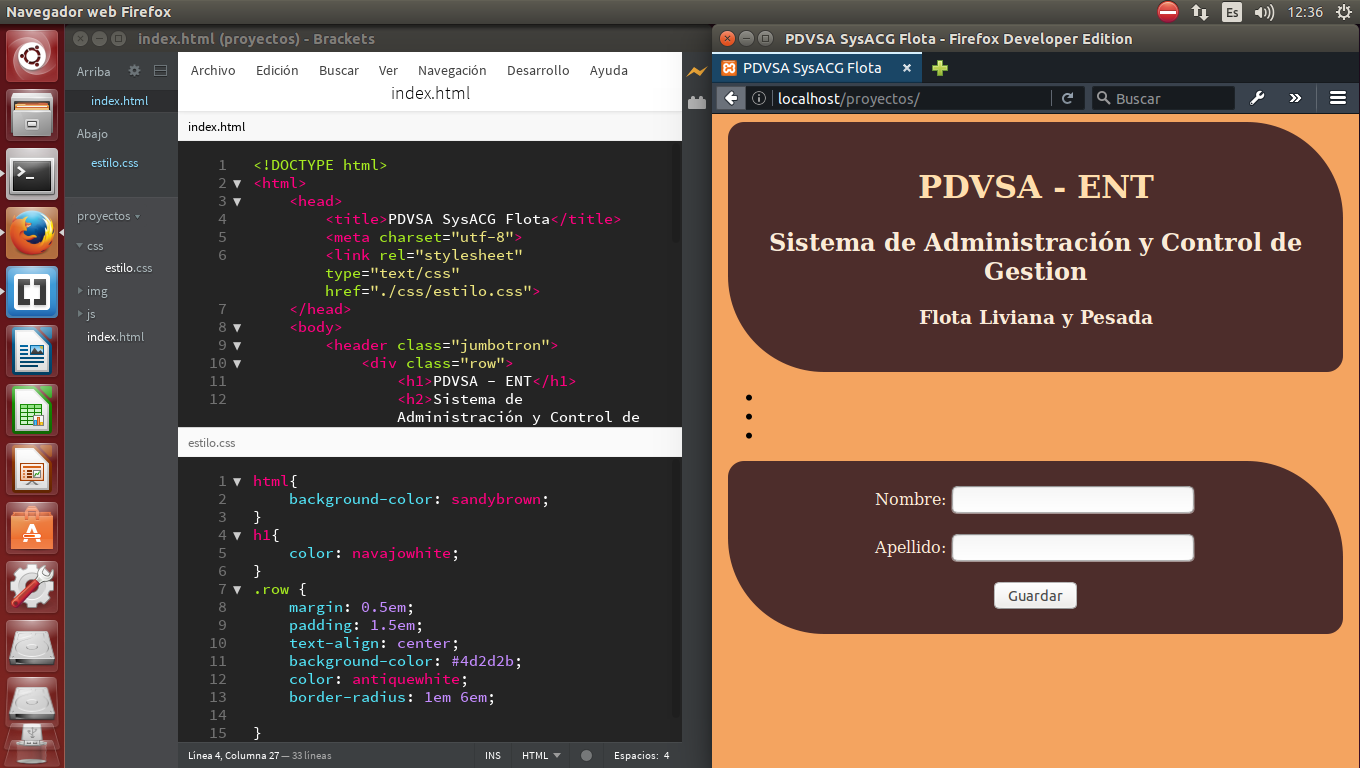 Navegador web Firefox
Es
12:36
index.html (proyectos) - Brackets
Arriba
index.html
Abajo
estilo.css
proyectos
css
estilo.css
img
js
index.html
Archivo Edición Buscar Ver Navegación Desarrollo Ayuda
index.html
index.html
1 <!DOCTYPE html>
2 <html>
3 <head>
4 <title>PDVSA SysACG Flota</title>
5 <meta charset="utf-8">
6 <link rel="stylesheet"
type="text/css"
href="./css/estilo.css">
7 </head>
8 <body>
9 <header class="jumbotron">
10 <div class="row">
11 <h1>PDVSA - ENT</h1>
12 <h2>Sistema de
Administración y Control de
estilo.css
1 html{
2 background-color: sandybrown;
3 }
4 h1{
5 color: navajowhite;
6 }
7 .row {
8 margin: 0.5em;
9 padding: 1.5em;
10 text-align: center;
11 background-color: #4d2d2b;
12 color: antiquewhite;
13 border-radius: 1em 6em;
14
15 }
Línea 4, Columna 27 — 33 líneas INS HTML Espacios: 4
PDVSA SysACG Flota - Firefox Developer Edition
PDVSA SysACG Flota
localhost/proyectos/
Buscar
PDVSA - ENT
Sistema de Administración y Control de
Gestion
Flota Liviana y Pesada
Nombre:
Apellido:
Guardar